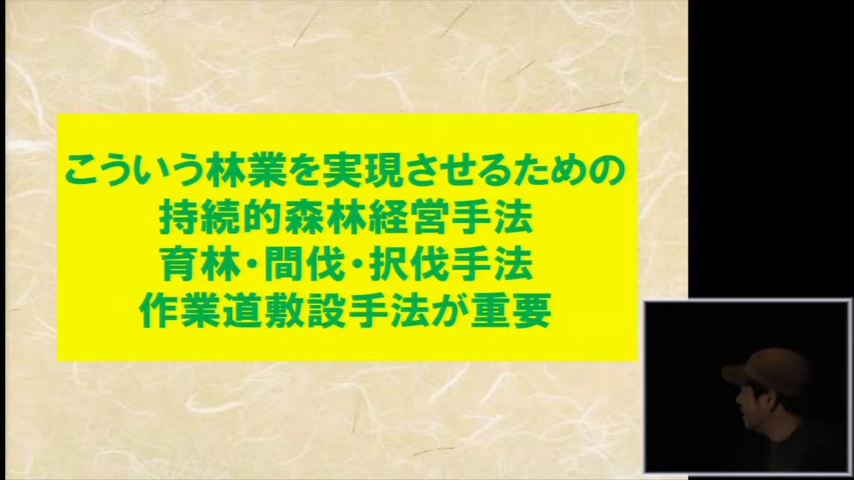 こういう林業を実現させるための
持続的森林経営手法
育林・間伐・択伐手法
作業道敷設手法が重要